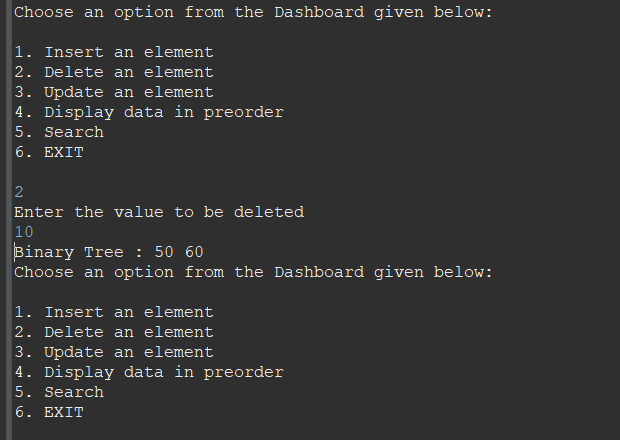 Choose an option from the Dashboard given below:
1. Insert an element
2. Delete an element
3. Update an element
4. Display data in preorder
5. Search
6. EXIT
2
Enter the value to be deleted
10
Binary Tree : 50 60
Choose an option from the Dashboard given below:
1. Insert an element
2. Delete an element
3. Update an element
4. Display data in preorder
5. Search
6. EXIT